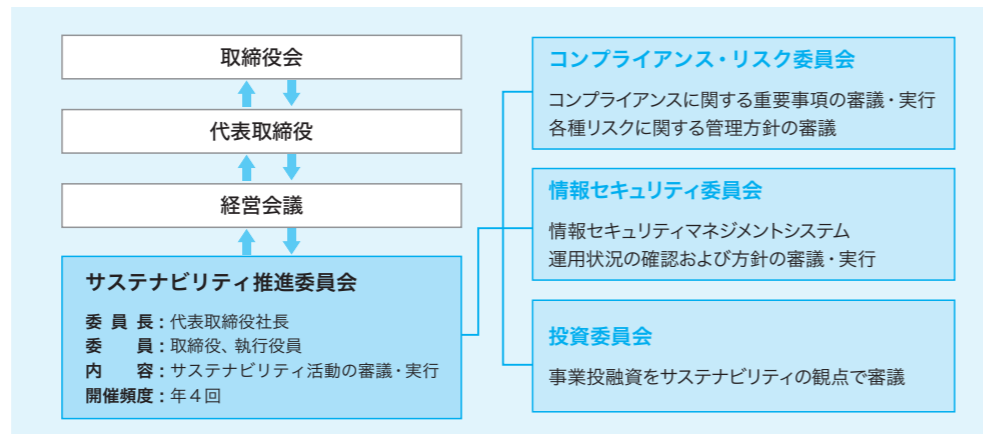 取締役会
代表取締役
経営会議
サステナビリティ推進委員会
委員長：代表取締役社長
委員：取締役、執行役員
内容：サステナビリティ活動の審議・実行
開催頻度：年4回
コンプライアンス・リスク委員会
コンプライアンスに関する重要事項の審議・実行
各種リスクに関する管理方針の審議
情報セキュリティ委員会
情報セキュリティマネジメントシステム
運用状況の確認および方針の審議・実行
投資委員会
事業投融資をサステナビリティの観点で審議